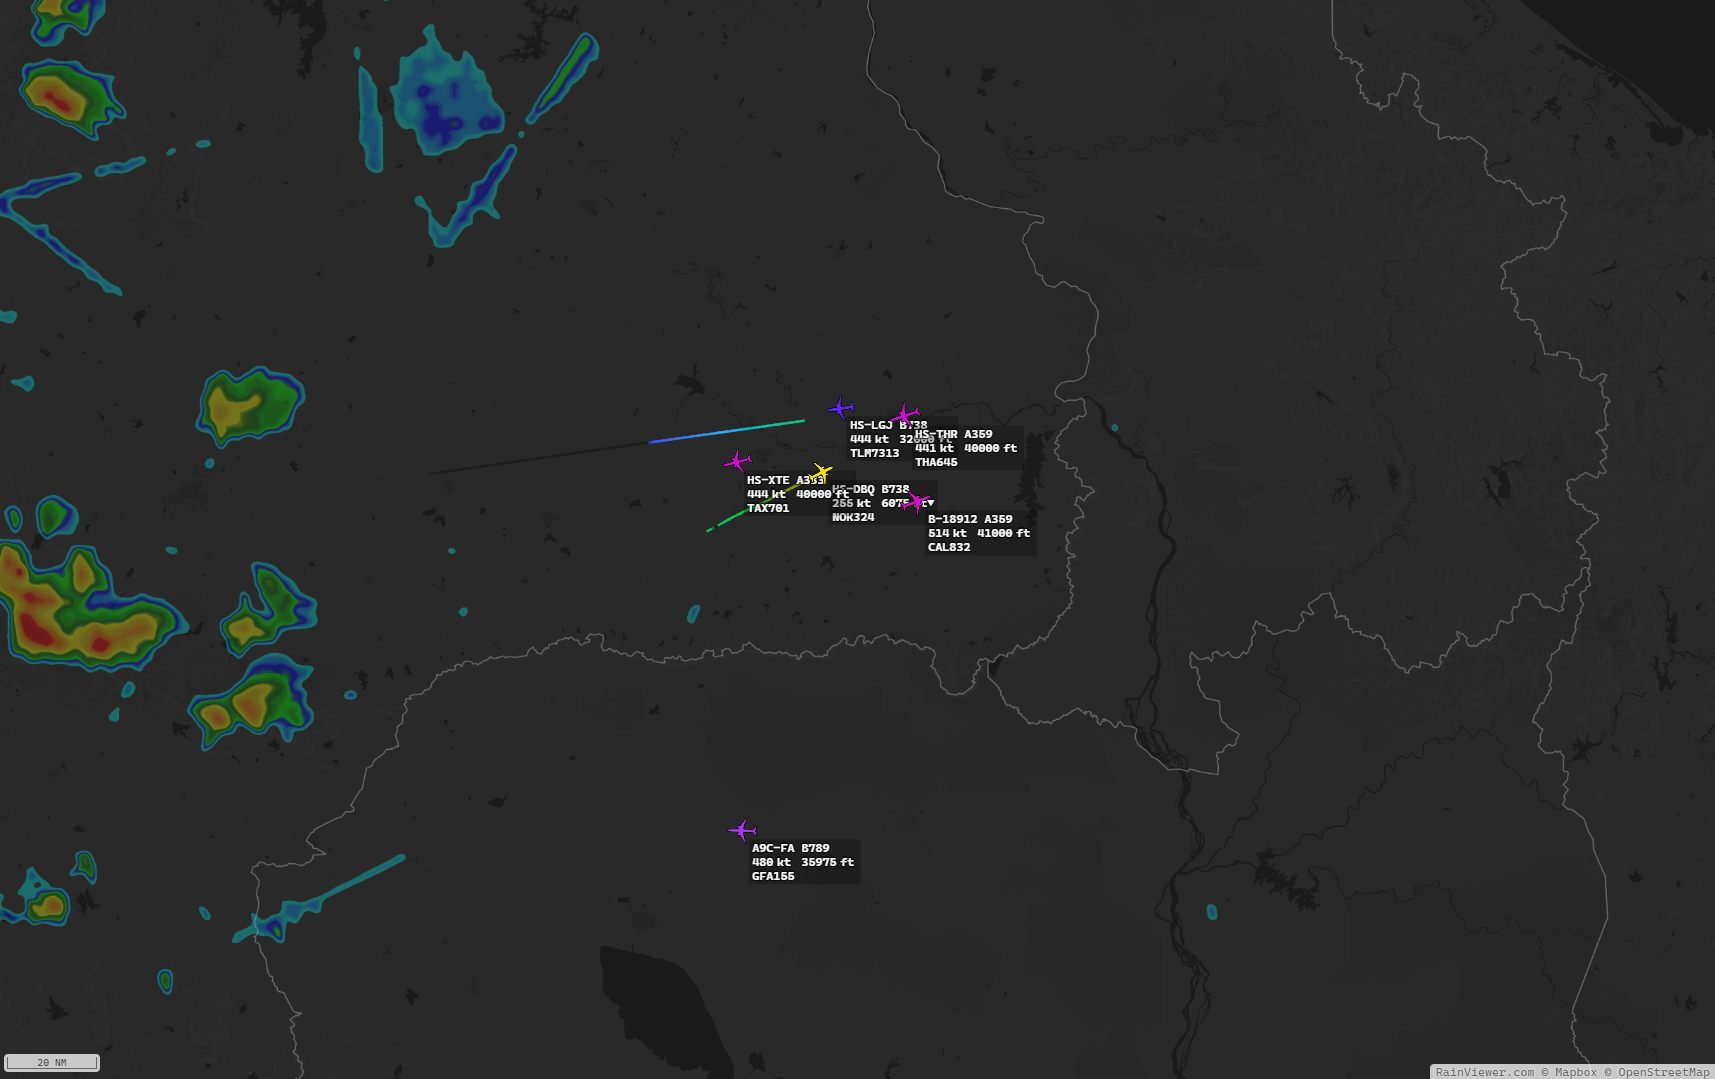 HS-LGJ B738
444 kt 32000 ft
TLM7313
HS-THR A359
441 kt 40000 ft
THA645
HS-XTE A333
444 kt 40000 ft
TAX701
HS-DBQ B738
255 kt 6075 ft▼
NOK324
B-18912 A359
514 kt 41000 ft
CAL832
A9C-FA B789
480 kt 35975 ft
GFA155
20 NM
RainViewer.com © Mapbox © OpenStreetMap